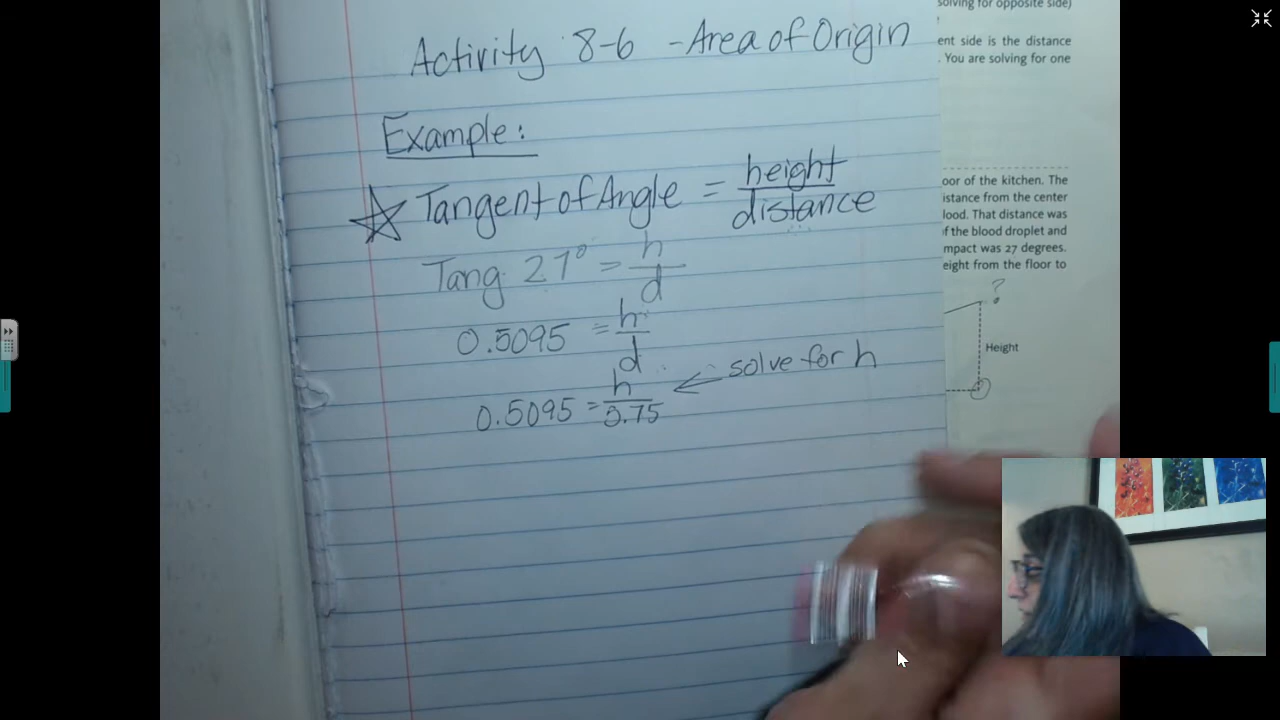 solving for opposite side)
ent side is the distance
. You are solving for one
Activity 8-6 - Area of Origin
Example:
☆ Tangent of Angle = height / distance
Tang 27° = h / d
0.5095 = h / d
0.5095 = h / 5.75 ← solve for h
oor of the kitchen. The
istance from the center
lood. That distance was
f the blood droplet and
mpact was 27 degrees.
eight from the floor to
?
Height